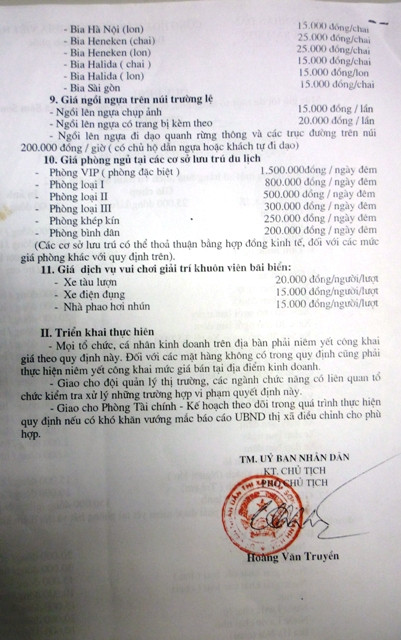 - Bia Hà Nội (lon) 15.000 đồng/chai
- Bia Heneken (chai) 25.000 đồng/chai
- Bia Heneken (lon) 25.000 đồng/chai
- Bia Halida ( chai ) 15.000 đồng/chai
- Bia Halida ( lon) 15.000 đồng/lon
- Bia Sài gòn 15.000 đồng/chai
9. Giá ngồi ngựa trên núi trường lệ
- Ngồi lên ngựa chụp ảnh 15.000 đồng / lần
- Ngồi lên ngựa có trang bị kèm theo 20.000 đồng / lần
- Ngồi lên ngựa đi dạo quanh rừng thông và các trục đường trên núi
200.000 đồng / giờ ( có chủ hộ dẫn ngựa hoặc khách tự đi dạo)
10. Giá phòng ngủ tại các cơ sở lưu trú du lịch
- Phòng VIP ( phòng đặc biệt ) 1.500.000đồng / ngày đêm
- Phòng loại I 800.000 đồng / ngày đêm
- Phòng loại II 500.000 đồng / ngày đêm
- Phòng loại III 300.000 đồng / ngày đêm
- Phòng khép kín 250.000 đồng / ngày đêm
- Phòng bình dân 200.000 đồng / ngày đêm
(Các cơ sở lưu trú có thể thoả thuận bằng hợp đồng kinh tế, đối với các mức
giá phòng khác với quy định trên).
11. Giá dịch vụ vui chơi giải trí khuôn viên bãi biển:
- Xe tàu lượn 20.000 đồng/người/lượt
- Xe điện đụng 15.000 đồng/người/lượt
- Nhà phao hơi nhún 15.000 đồng/người/lượt
II. Triển khai thực hiên
- Mọi tổ chức, cá nhân kinh doanh trên địa bàn phải niêm yết công khai
giá theo quy định này. Đối với các mặt hàng không có trong quy định cũng phải
thực hiện niêm yết công khai mức giá bán tại địa điểm kinh doanh.
- Giao cho đội quản lý thị trường, các ngành chức năng có liên quan tổ
chức kiểm tra xử lý những trường hợp vi phạm quyết định này.
- Giao cho Phòng Tài chính - Kế hoạch theo dõi trong quá trình thực hiện
quy định nếu có khó khăn vướng mắc báo cáo UBND thị xã điều chỉnh cho phù
hợp.
TM. UỶ BAN NHÂN DÂN
KT. CHỦ TỊCH
PHÓ CHỦ TỊCH
Hoàng Văn Truyền